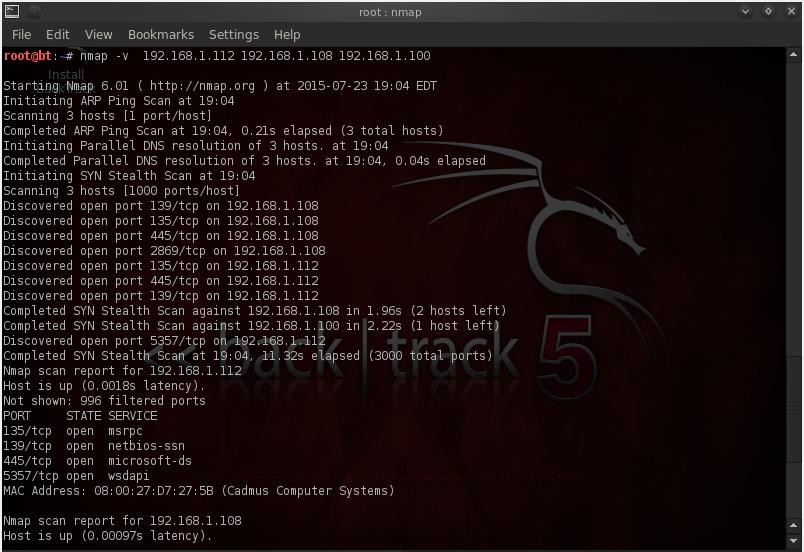 root : nmap
File Edit View Bookmarks Settings Help
root@bt:~# nmap -v  192.168.1.112 192.168.1.108 192.168.1.100
Install
Starting Nmap 6.01 ( http://nmap.org ) at 2015-07-23 19:04 EDT
Initiating ARP Ping Scan at 19:04
Scanning 3 hosts [1 port/host]
Completed ARP Ping Scan at 19:04, 0.21s elapsed (3 total hosts)
Initiating Parallel DNS resolution of 3 hosts. at 19:04
Completed Parallel DNS resolution of 3 hosts. at 19:04, 0.04s elapsed
Initiating SYN Stealth Scan at 19:04
Scanning 3 hosts [1000 ports/host]
Discovered open port 139/tcp on 192.168.1.108
Discovered open port 135/tcp on 192.168.1.108
Discovered open port 445/tcp on 192.168.1.108
Discovered open port 2869/tcp on 192.168.1.108
Discovered open port 135/tcp on 192.168.1.112
Discovered open port 445/tcp on 192.168.1.112
Discovered open port 139/tcp on 192.168.1.112
Completed SYN Stealth Scan against 192.168.1.108 in 1.96s (2 hosts left)
Completed SYN Stealth Scan against 192.168.1.100 in 2.22s (1 host left)
Discovered open port 5357/tcp on 192.168.1.112
Completed SYN Stealth Scan at 19:04, 11.32s elapsed (3000 total ports)
<< back | track 5
Nmap scan report for 192.168.1.112
Host is up (0.0018s latency).
Not shown: 996 filtered ports
PORT     STATE SERVICE
135/tcp  open  msrpc
139/tcp  open  netbios-ssn
445/tcp  open  microsoft-ds
5357/tcp open  wsdapi
MAC Address: 08:00:27:D7:27:5B (Cadmus Computer Systems)
Nmap scan report for 192.168.1.108
Host is up (0.00097s latency).